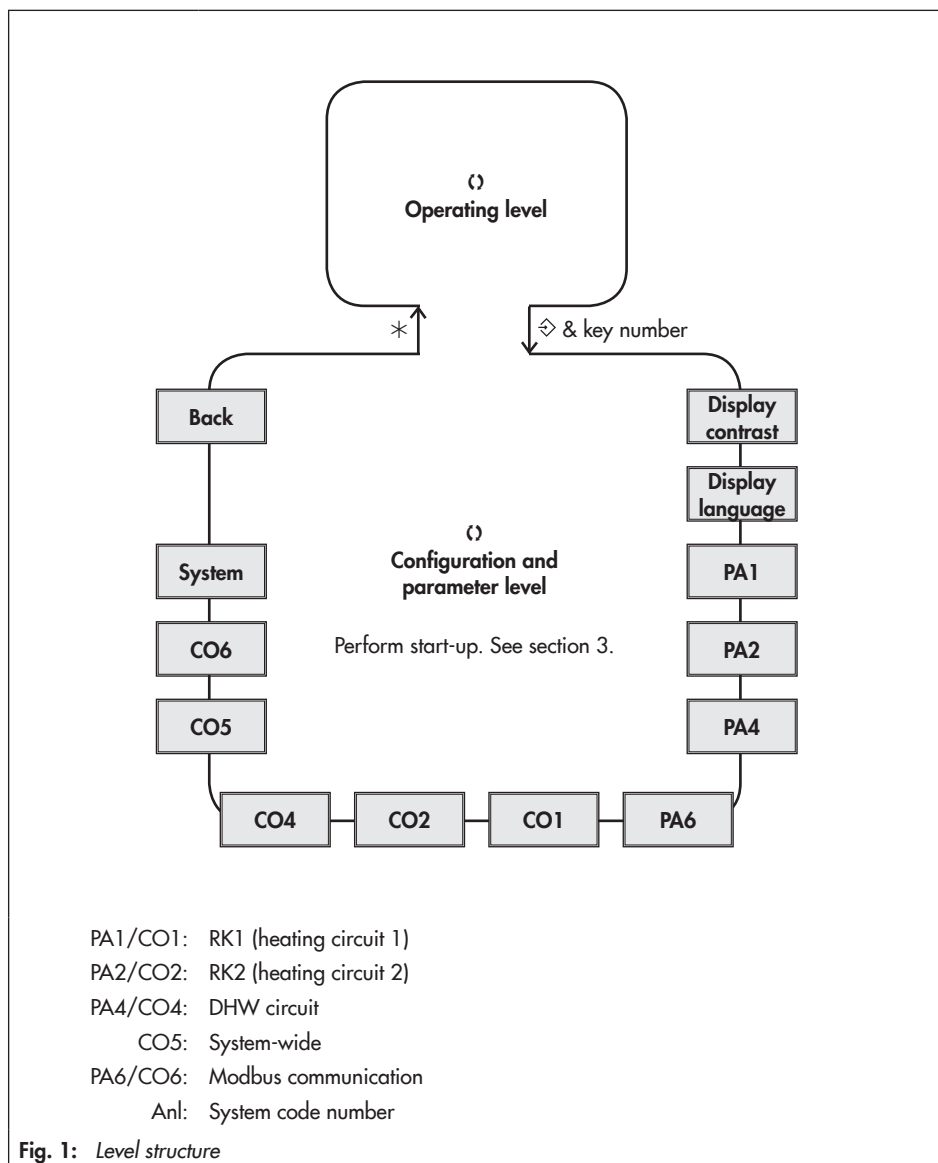 Operating level
& key number
Back
Display
contrast
Display
language
System
Configuration and
parameter level
PA1
CO6
Perform start-up. See section 3.
PA2
CO5
PA4
CO4
CO2
CO1
PA6
PA1/CO1: RK1 (heating circuit 1)
PA2/CO2: RK2 (heating circuit 2)
PA4/CO4: DHW circuit
CO5: System-wide
PA6/CO6: Modbus communication
Anl: System code number
Fig. 1: Level structure